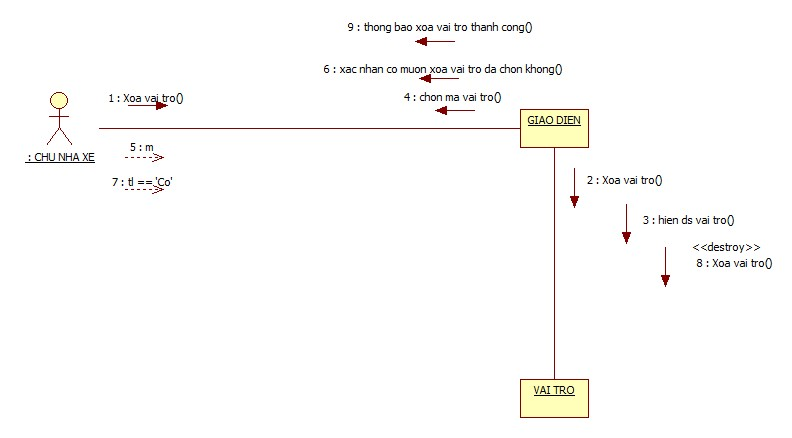 9 : thong bao xoa vai tro thanh cong()
6 : xac nhan co muon xoa vai tro da chon khong()
1 : Xoa vai tro()
4 : chon ma vai tro()
GIAO DIEN
: CHU NHA XE
5 : m
7 : tl == 'Co'
2 : Xoa vai tro()
3 : hien ds vai tro()
<<destroy>>
8 : Xoa vai tro()
VAI TRO